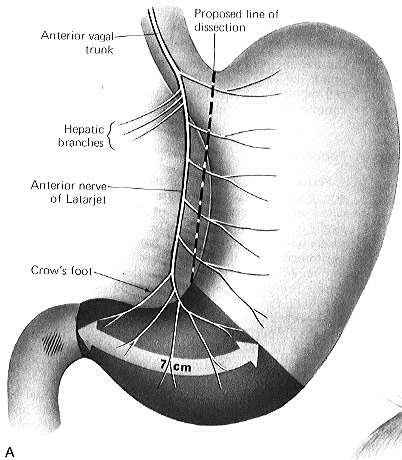 Proposed line of
dissection
Anterior vagal
trunk
Hepatic
branches
Anterior nerve
of Latarjet
Crow's foot
7 cm
A